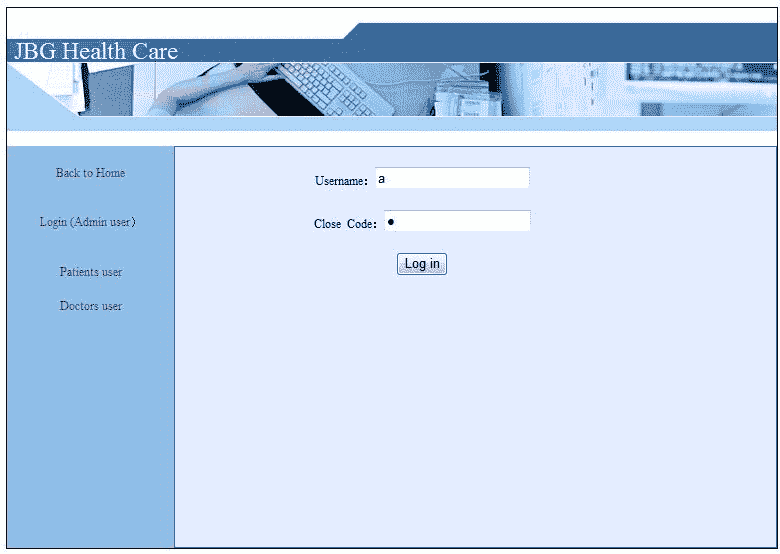 JBG Health Care
Back to Home
Login (Admin user)
Patients user
Doctors user
Username: a
Close Code: ●
Log in